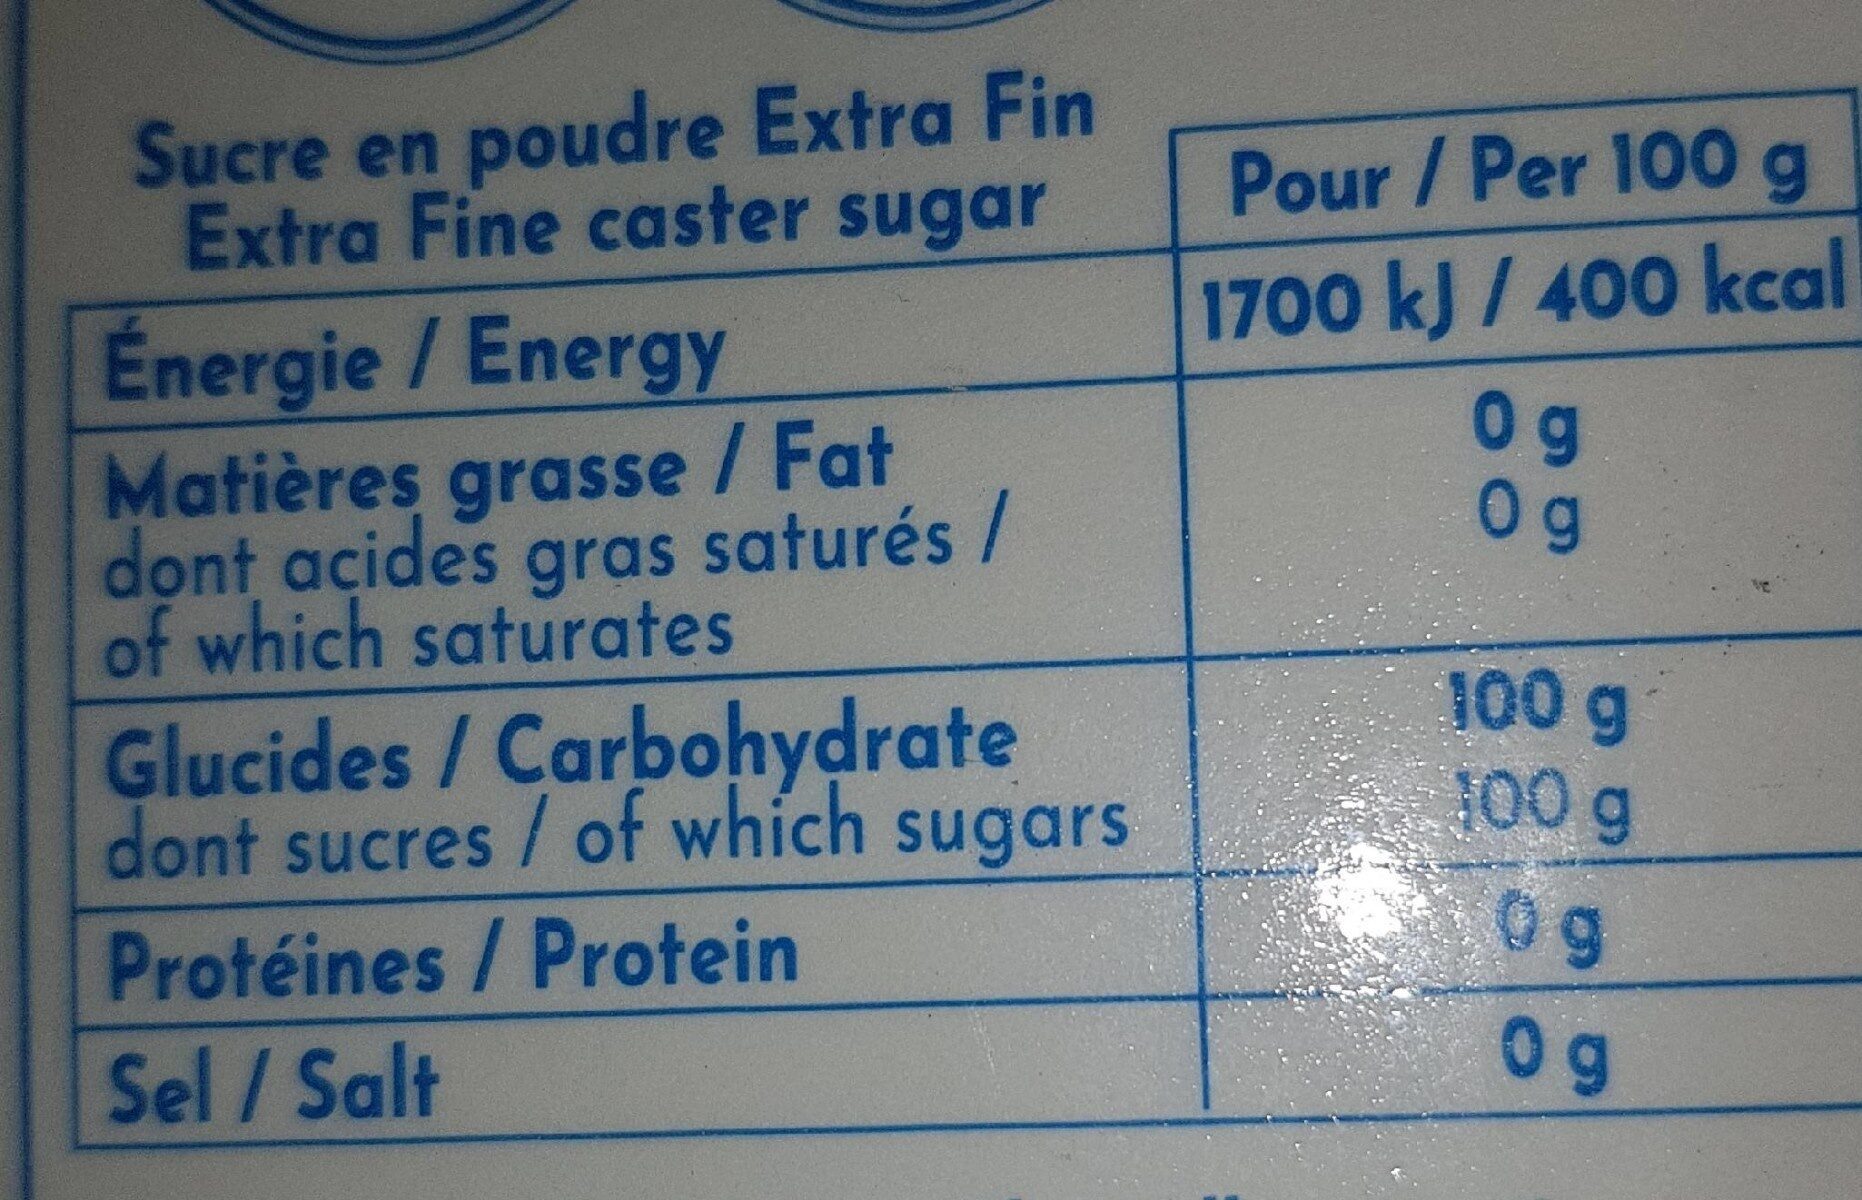 Sucre en poudre Extra Fin
Extra Fine caster sugar
Pour / Per 100 g
Énergie / Energy 1700 kJ / 400 kcal
Matières grasse / Fat 0 g
dont acides gras saturés / 0 g
of which saturates
Glucides / Carbohydrate 100 g
dont sucres / of which sugars 100 g
Protéines / Protein 0 g
Sel / Salt 0 g